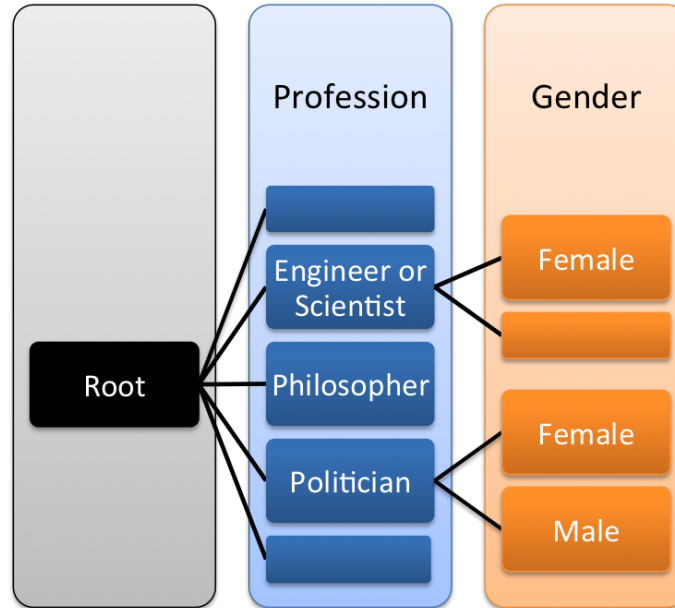 Profession
Gender
Engineer or
Scientist
Female
Root
Philosopher
Female
Politician
Male